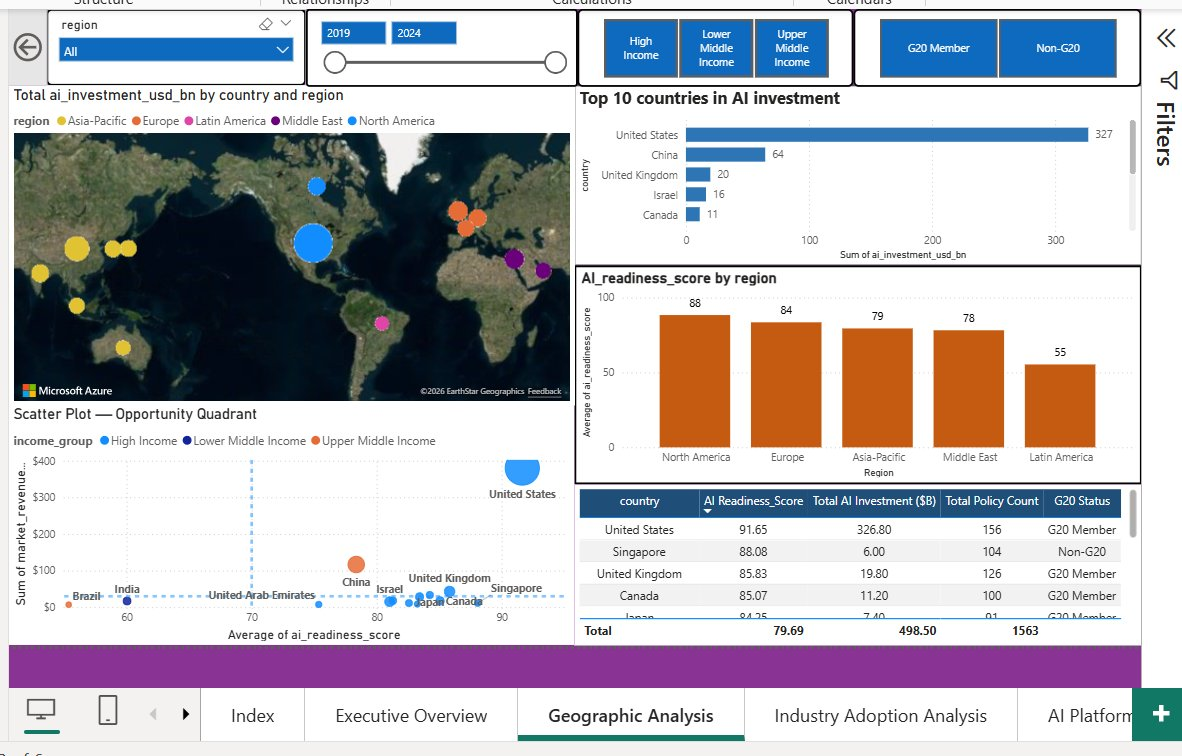 Structure Relationships Calculations Calendars
region
All
2019 2024
High Income
Lower Middle Income
Upper Middle Income
G20 Member Non-G20
Filters
Total ai_investment_usd_bn by country and region
region Asia-Pacific Europe Latin America Middle East North America
Microsoft Azure
©2026 EarthStar Geographics Feedback
Top 10 countries in AI investment
country
United States 327
China 64
United Kingdom 20
Israel 16
Canada 11
0 100 200 300
Sum of ai_investment_usd_bn
AI_readiness_score by region
Average of ai_readiness_score
100
50
0
88 84 79 78 55
North America Europe Asia-Pacific Middle East Latin America
Region
Scatter Plot — Opportunity Quadrant
income_group High Income Lower Middle Income Upper Middle Income
Sum of market_revenue...
$400
$300
$200
$100
$0
United States
China
United Kingdom
Israel
Singapore
India
United Arab Emirates
Brazil
Japan
Canada
60 70 80 90
Average of ai_readiness_score
country AI Readiness_Score Total AI Investment ($B) Total Policy Count G20 Status
United States 91.65 326.80 156 G20 Member
Singapore 88.08 6.00 104 Non-G20
United Kingdom 85.83 19.80 126 G20 Member
Canada 85.07 11.20 100 G20 Member
Japan 84.25 7.40 91 G20 Member
Total 79.69 498.50 1563
Index Executive Overview Geographic Analysis Industry Adoption Analysis AI Platform